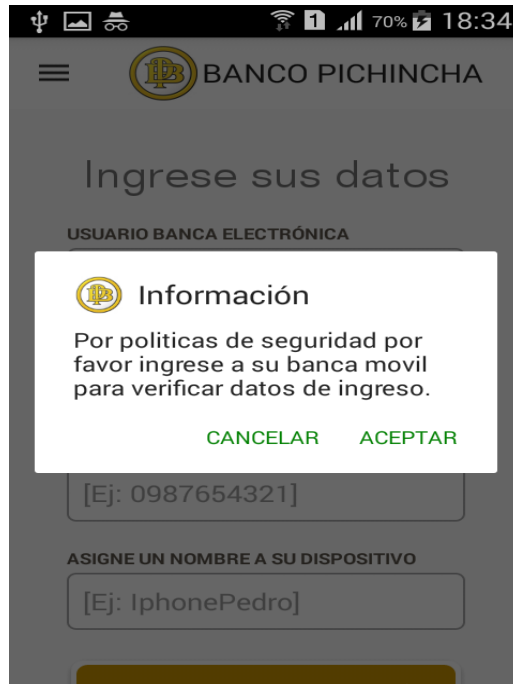 1 70% 18:34
BANCO PICHINCHA
Ingrese sus datos
USUARIO BANCA ELECTRÓNICA
Información
Por politicas de seguridad por
favor ingrese a su banca movil
para verificar datos de ingreso.
CANCELAR ACEPTAR
[Ej: 0987654321]
ASIGNE UN NOMBRE A SU DISPOSITIVO
[Ej: IphonePedro]